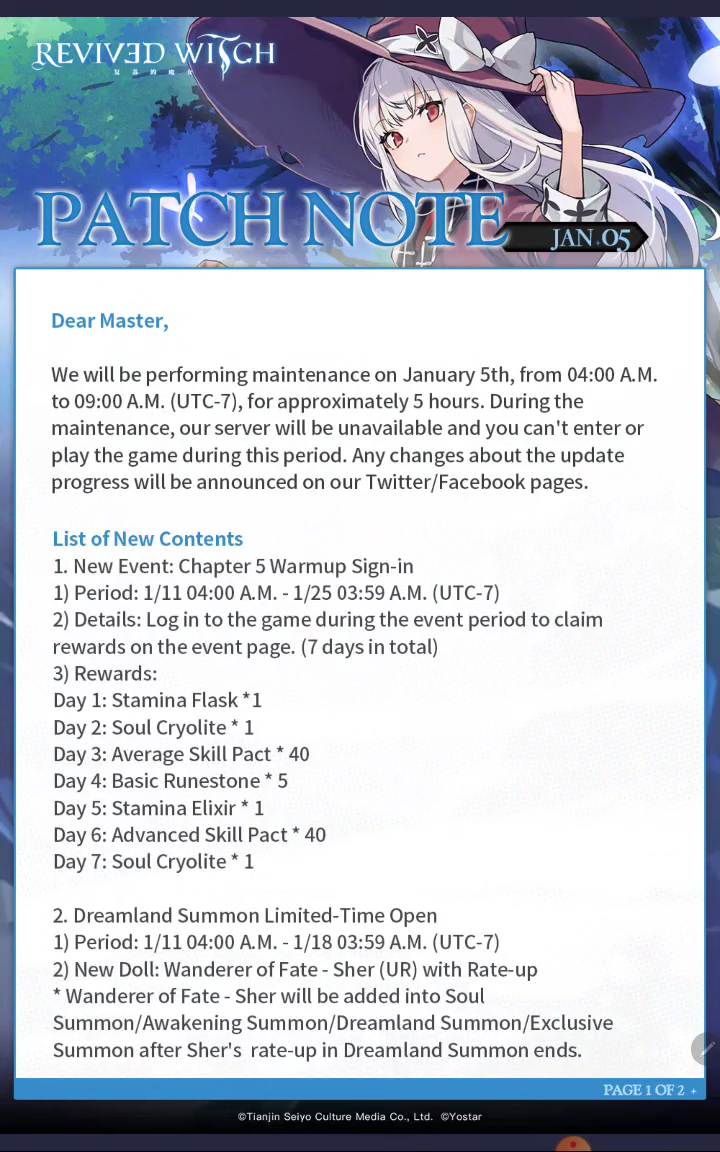 REVIVED WITCH
复苏的魔女
PATCH NOTE
JAN.05
Dear Master,
We will be performing maintenance on January 5th, from 04:00 A.M.
to 09:00 A.M. (UTC-7), for approximately 5 hours. During the
maintenance, our server will be unavailable and you can't enter or
play the game during this period. Any changes about the update
progress will be announced on our Twitter/Facebook pages.
List of New Contents
1. New Event: Chapter 5 Warmup Sign-in
1) Period: 1/11 04:00 A.M. - 1/25 03:59 A.M. (UTC-7)
2) Details: Log in to the game during the event period to claim
rewards on the event page. (7 days in total)
3) Rewards:
Day 1: Stamina Flask *1
Day 2: Soul Cryolite * 1
Day 3: Average Skill Pact * 40
Day 4: Basic Runestone * 5
Day 5: Stamina Elixir * 1
Day 6: Advanced Skill Pact * 40
Day 7: Soul Cryolite * 1
2. Dreamland Summon Limited-Time Open
1) Period: 1/11 04:00 A.M. - 1/18 03:59 A.M. (UTC-7)
2) New Doll: Wanderer of Fate - Sher (UR) with Rate-up
* Wanderer of Fate - Sher will be added into Soul
Summon/Awakening Summon/Dreamland Summon/Exclusive
Summon after Sher's  rate-up in Dreamland Summon ends.
PAGE 1 OF 2 +
©Tianjin Seiyo Culture Media Co., Ltd.  ©Yostar